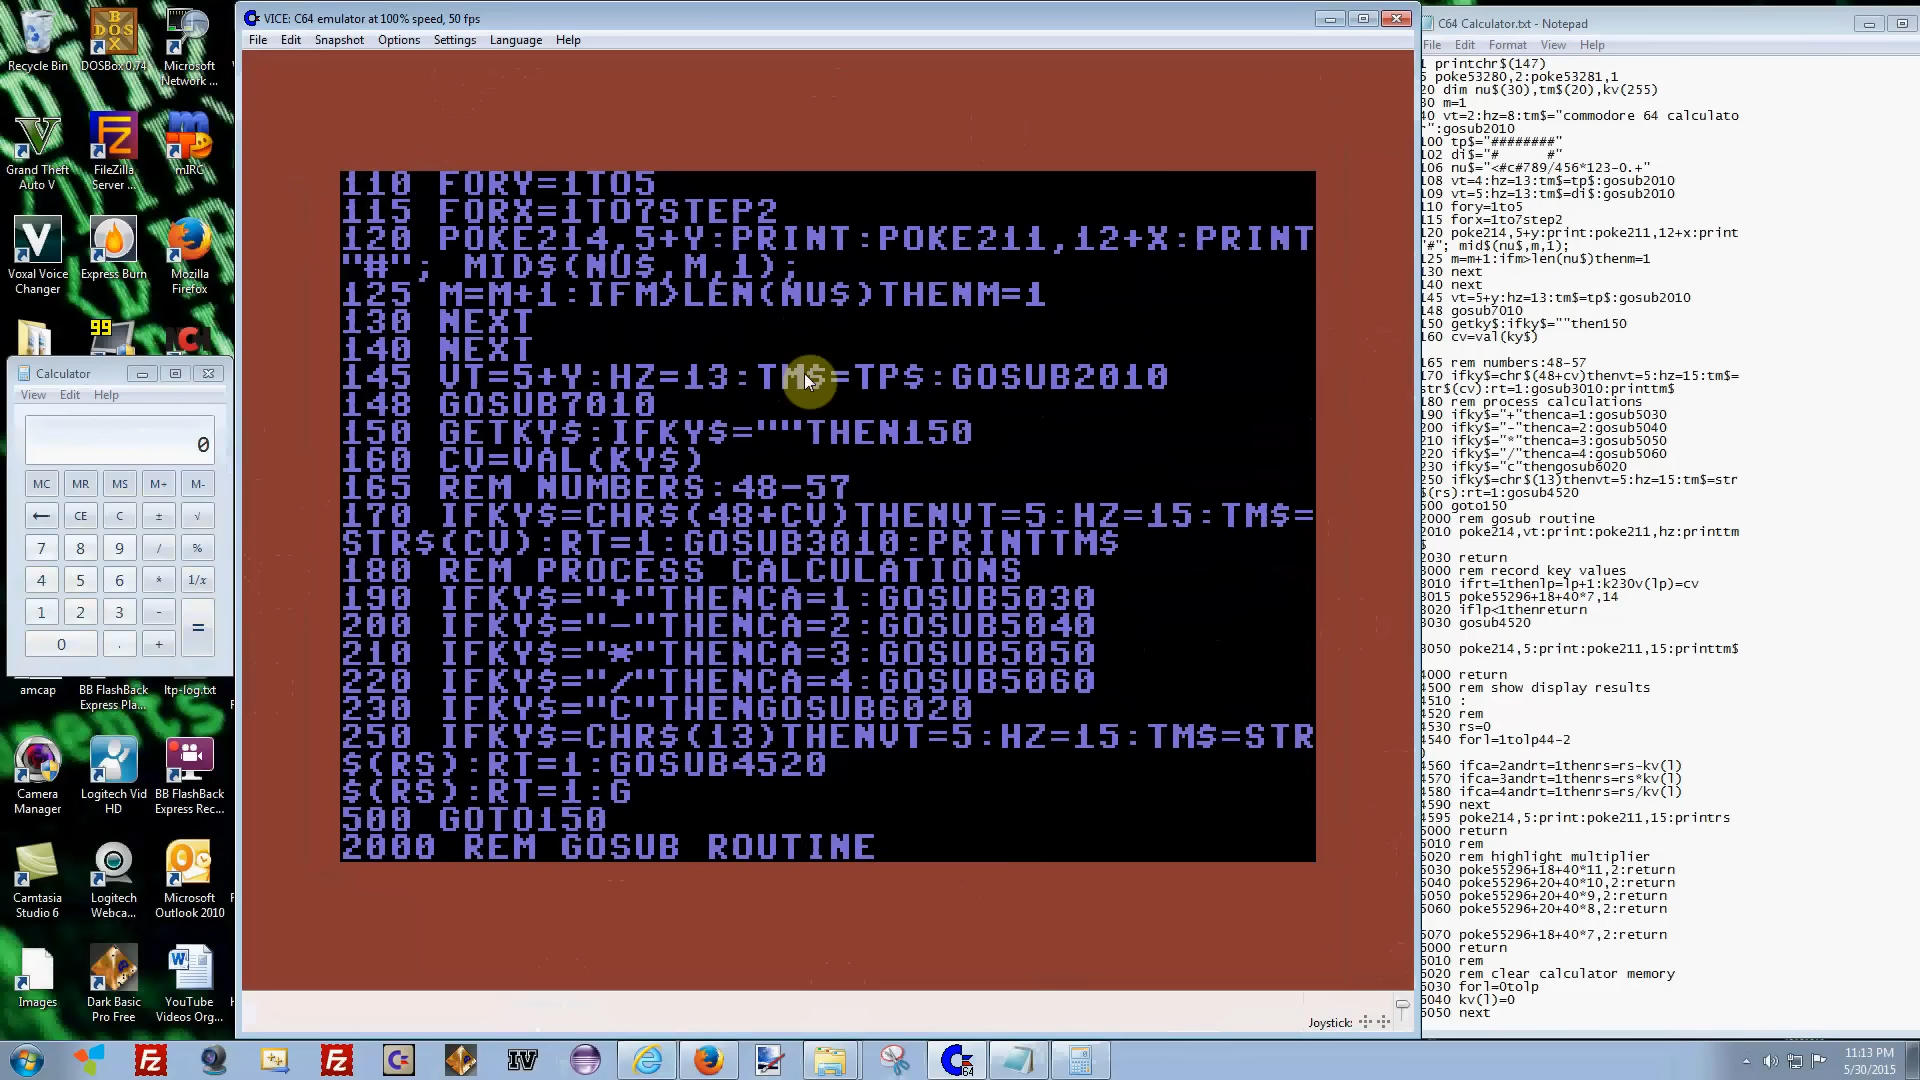 VICE: C64 emulator at 100% speed, 50 fps
File Edit Snapshot Options Settings Language Help
110 FORY=1TO5
115 FORX=1TO7STEP2
120 POKE214,5+Y:PRINT:POKE211,12+X:PRINT
"#"; MID$(NU$,M,1);
125 M=M+1:IFM>LEN(NU$)THENM=1
130 NEXT
140 NEXT
145 VT=5+Y:HZ=13:TM$=TP$:GOSUB2010
148 GOSUB7010
150 GETKY$:IFKY$=""THEN150
160 CV=VAL(KY$)
165 REM NUMBERS:48-57
170 IFKY$=CHR$(48+CV)THENVT=5:HZ=15:TM$=
STR$(CV):RT=1:GOSUB3010:PRINTTM$
180 REM PROCESS CALCULATIONS
190 IFKY$="+"THENCA=1:GOSUB5030
200 IFKY$="-"THENCA=2:GOSUB5040
210 IFKY$="*"THENCA=3:GOSUB5050
220 IFKY$="/"THENCA=4:GOSUB5060
230 IFKY$="C"THENGOSUB6020
250 IFKY$=CHR$(13)THENVT=5:HZ=15:TM$=STR
$(RS):RT=1:GOSUB4520
$(RS):RT=1:G
500 GOTO150
2000 REM GOSUB ROUTINE
Joystick:
C64 Calculator.txt - Notepad
File Edit Format View Help
1 printchr$(147)
5 poke53280,2:poke53281,1
20 dim nu$(30),tm$(20),kv(255)
30 m=1
40 vt=2:hz=8:tm$="commodore 64 calculato
r":gosub2010
100 tp$="########"
102 di$="#      #"
106 nu$="<#c#789/456*123-0.+"
108 vt=4:hz=13:tm$=tp$:gosub2010
109 vt=5:hz=13:tm$=di$:gosub2010
110 fory=1to5
115 forx=1to7step2
120 poke214,5+y:print:poke211,12+x:print
"#"; mid$(nu$,m,1);
125 m=m+1:ifm>len(nu$)thenm=1
130 next
140 next
145 vt=5+y:hz=13:tm$=tp$:gosub2010
148 gosub7010
150 getky$:ifky$=""then150
160 cv=val(ky$)
165 rem numbers:48-57
170 ifky$=chr$(48+cv)thenvt=5:hz=15:tm$=
str$(cv):rt=1:gosub3010:printtm$
180 rem process calculations
190 ifky$="+"thenca=1:gosub5030
200 ifky$="-"thenca=2:gosub5040
210 ifky$="*"thenca=3:gosub5050
220 ifky$="/"thenca=4:gosub5060
230 ifky$="c"thengosub6020
250 ifky$=chr$(13)thenvt=5:hz=15:tm$=str
$(rs):rt=1:gosub4520
500 goto150
2000 rem gosub routine
2010 poke214,vt:print:poke211,hz:printtm
$
2030 return
3000 rem record key values
3010 ifrt=1thenlp=lp+1:k230v(lp)=cv
3015 poke55296+18+40*7,14
3020 iflp<1thenreturn
3030 gosub4520
3050 poke214,5:print:poke211,15:printtm$
4000 return
4500 rem show display results
4510 :
4520 rem
4530 rs=0
4540 forl=1tolp44-2
)
4560 ifca=2andrt=1thenrs=rs-kv(l)
4570 ifca=3andrt=1thenrs=rs*kv(l)
4580 ifca=4andrt=1thenrs=rs/kv(l)
4590 next
4595 poke214,5:print:poke211,15:printrs
5000 return
5010 rem
5020 rem highlight multiplier
5030 poke55296+18+40*11,2:return
5040 poke55296+20+40*10,2:return
5050 poke55296+20+40*9,2:return
5060 poke55296+20+40*8,2:return
5070 poke55296+18+40*7,2:return
6000 return
6010 rem
6020 rem clear calculator memory
6030 forl=0tolp
6040 kv(l)=0
6050 next
Recycle Bin
DOSBox 0.74
Microsoft
Network ...
Grand Theft
Auto V
FileZilla
Server ...
mIRC
Voxal Voice
Changer
Express Burn
Mozilla
Firefox
99
Calculator
View Edit Help
0
MC MR MS M+ M-
← CE C ± √
7 8 9 / %
4 5 6 * 1/x
1 2 3 - =
0 . +
amcap
BB FlashBack
Express Pla...
ltp-log.txt
Camera
Manager
Logitech Vid
HD
BB FlashBack
Express Rec...
Camtasia
Studio 6
Logitech
Webca...
Microsoft
Outlook 2010
Images
Dark Basic
Pro Free
YouTube
Videos Org...
IV
64
11:13 PM
5/30/2015